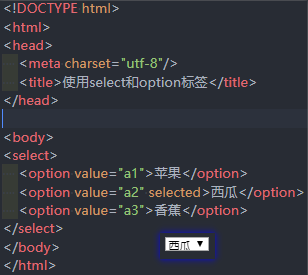 <!DOCTYPE html>
<html>
<head>
<meta charset="utf-8"/>
<title>使用select和option标签</title>
</head>
<body>
<select>
<option value="a1">苹果</option>
<option value="a2" selected>西瓜</option>
<option value="a3">香蕉</option>
</select>
</body>
</html>
西瓜